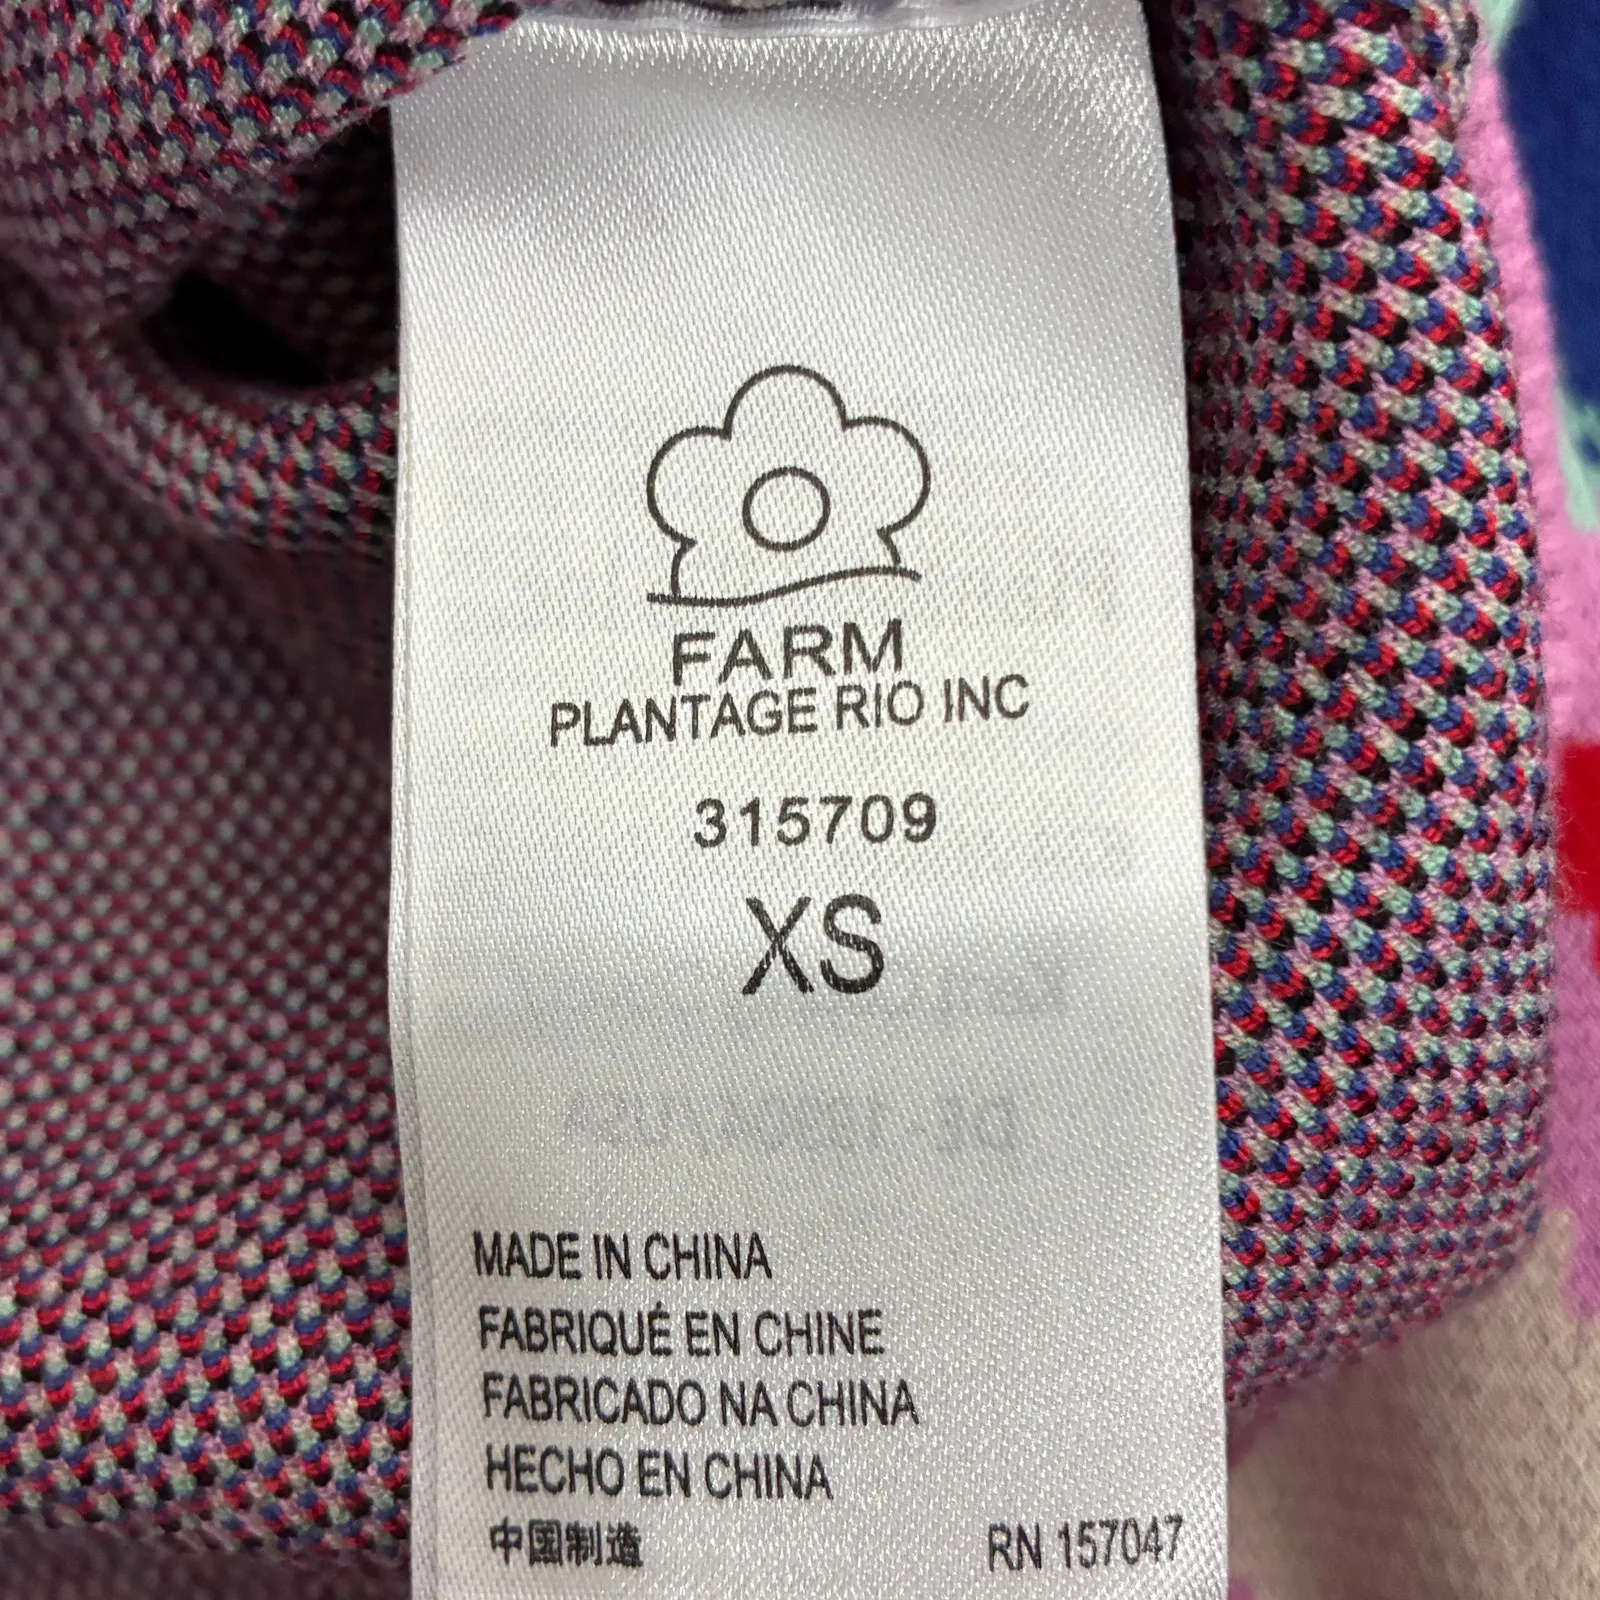 FARM
PLANTAGE RIO INC
315709
XS
MADE IN CHINA
FABRIQUÉ EN CHINE
FABRICADO NA CHINA
HECHO EN CHINA
中国制造
RN 157047